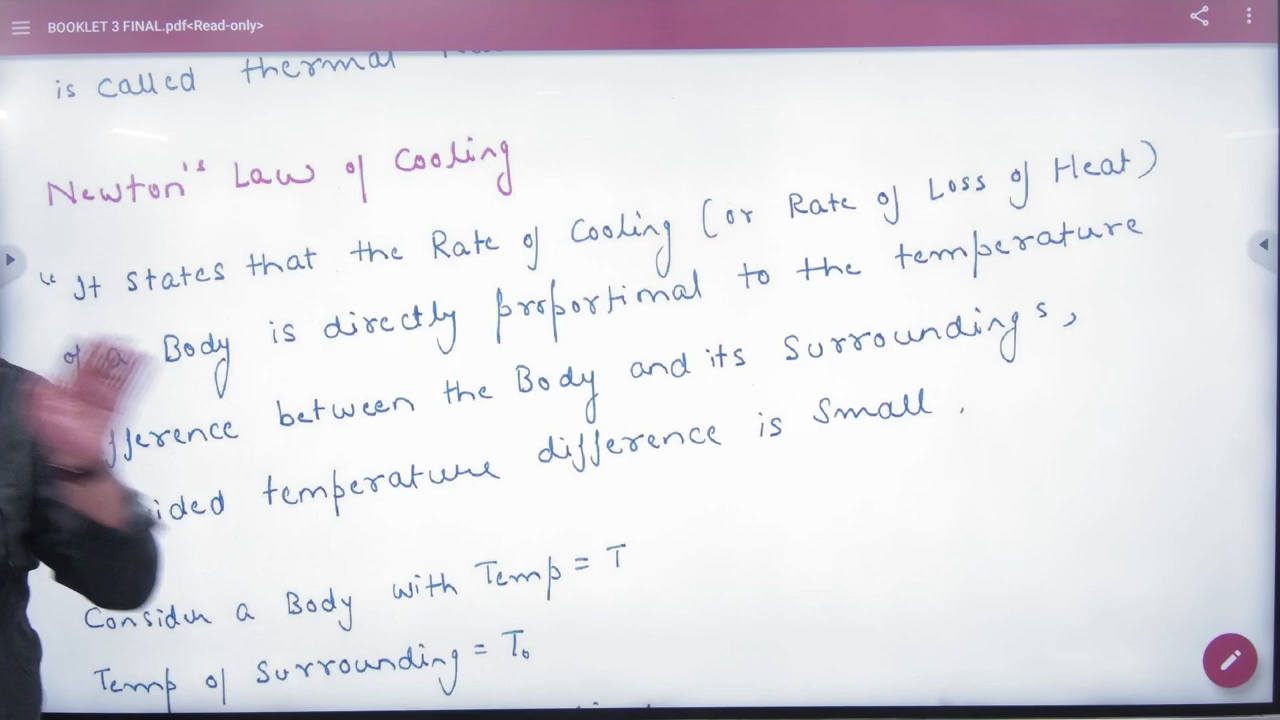 BOOKLET 3 FINAL.pdf<Read-only>
is called thermal
Newton's Law of Cooling
"It states that the Rate of Cooling (or Rate of Loss of Heat)
of a Body is directly proportional to the temperature
fference between the Body and its surroundings,
ided temperature difference is small.
Consider a Body with Temp = T
Temp of surrounding = T₀